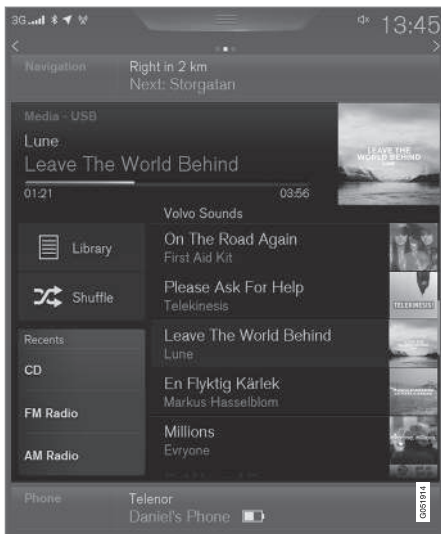 3G
13:45
Navigation
Right in 2 km
Next: Storgatan
Media - USB
Lune
Leave The World Behind
01:21
03:56
LEAVE THE
WORLD BEHIND
LUNE
Volvo Sounds
Library
Shuffle
On The Road Again
First Aid Kit
Please Ask For Help
Telekinesis
TELEKINESIS
Recents
CD
FM Radio
AM Radio
Leave The World Behind
Lune
En Flyktig Kärlek
Markus Hasselblom
Millions
Evryone
Phone
Telenor
Daniel's Phone
G051914